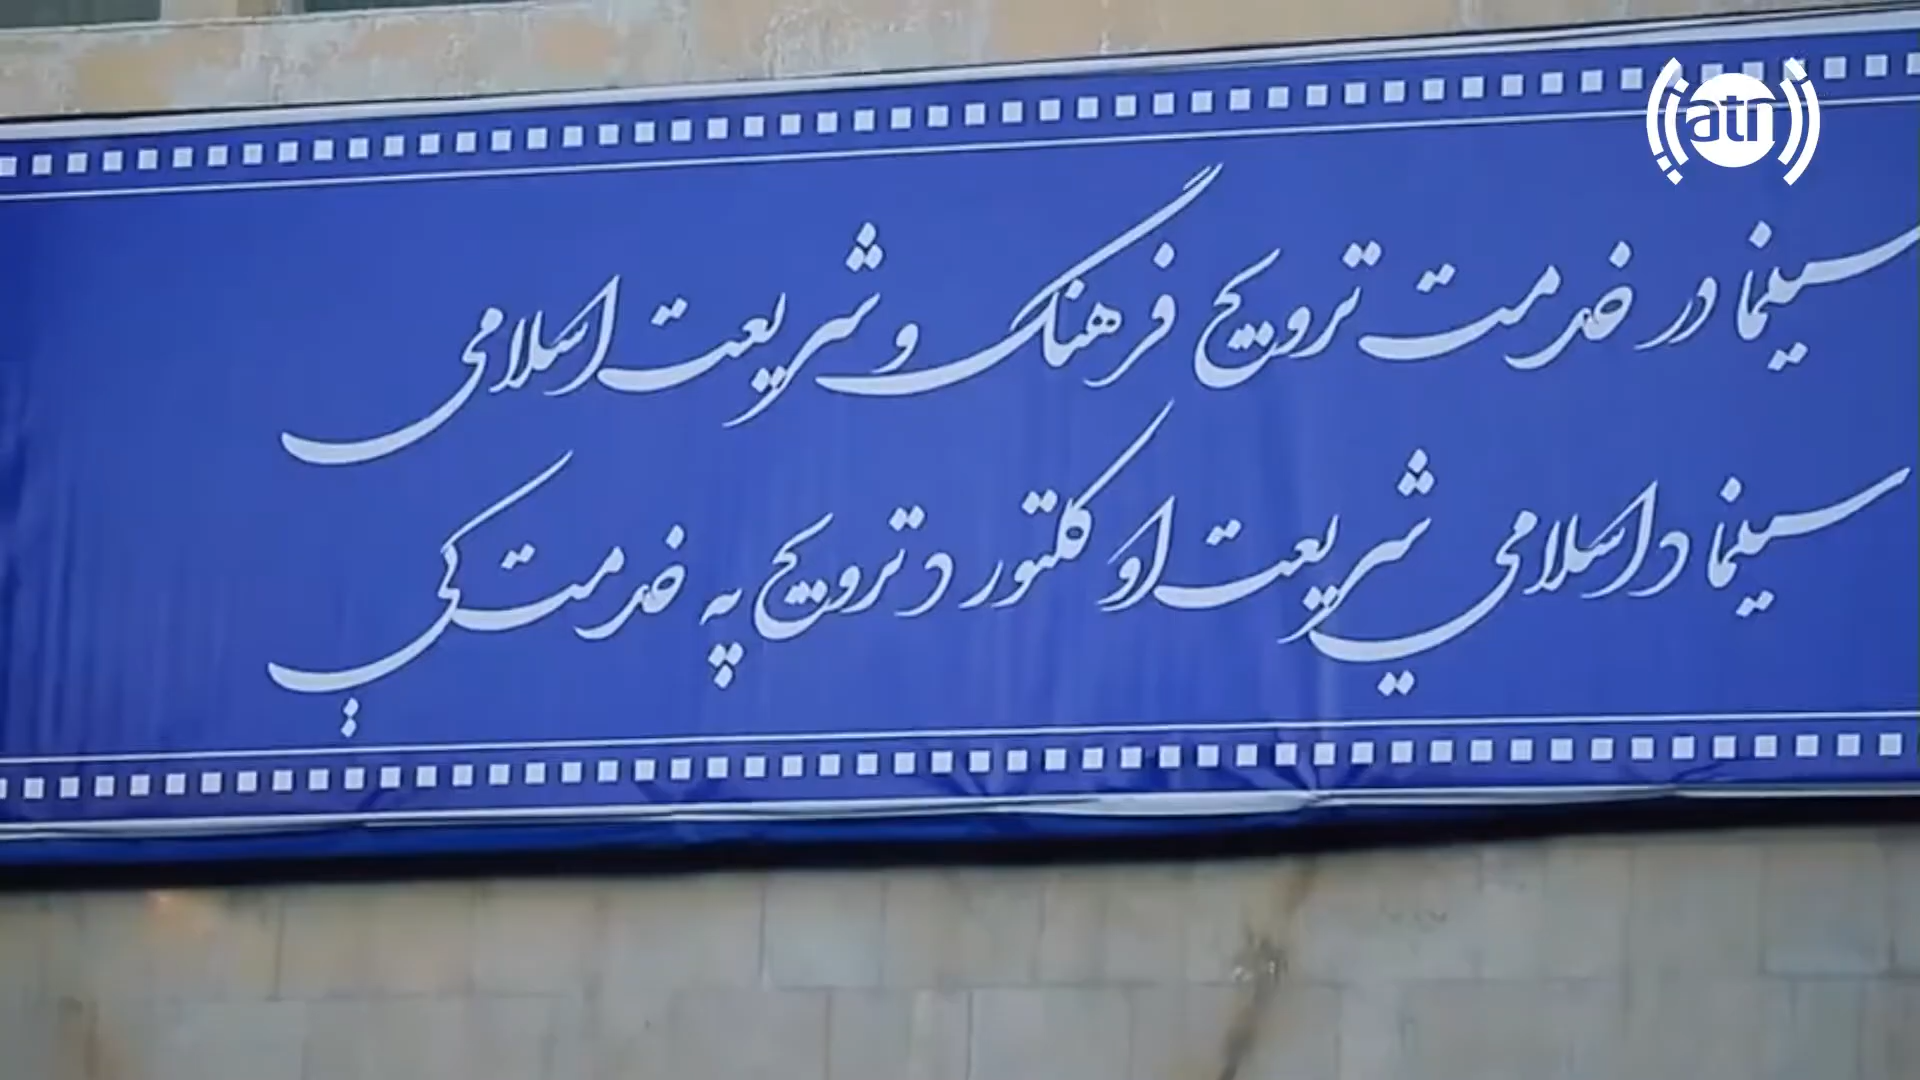 atn
سینما در خدمت ترویج فرهنگ و شریعت اسلامی
سینما د اسلامي شریعت او کلتور د ترویج په خدمت کې